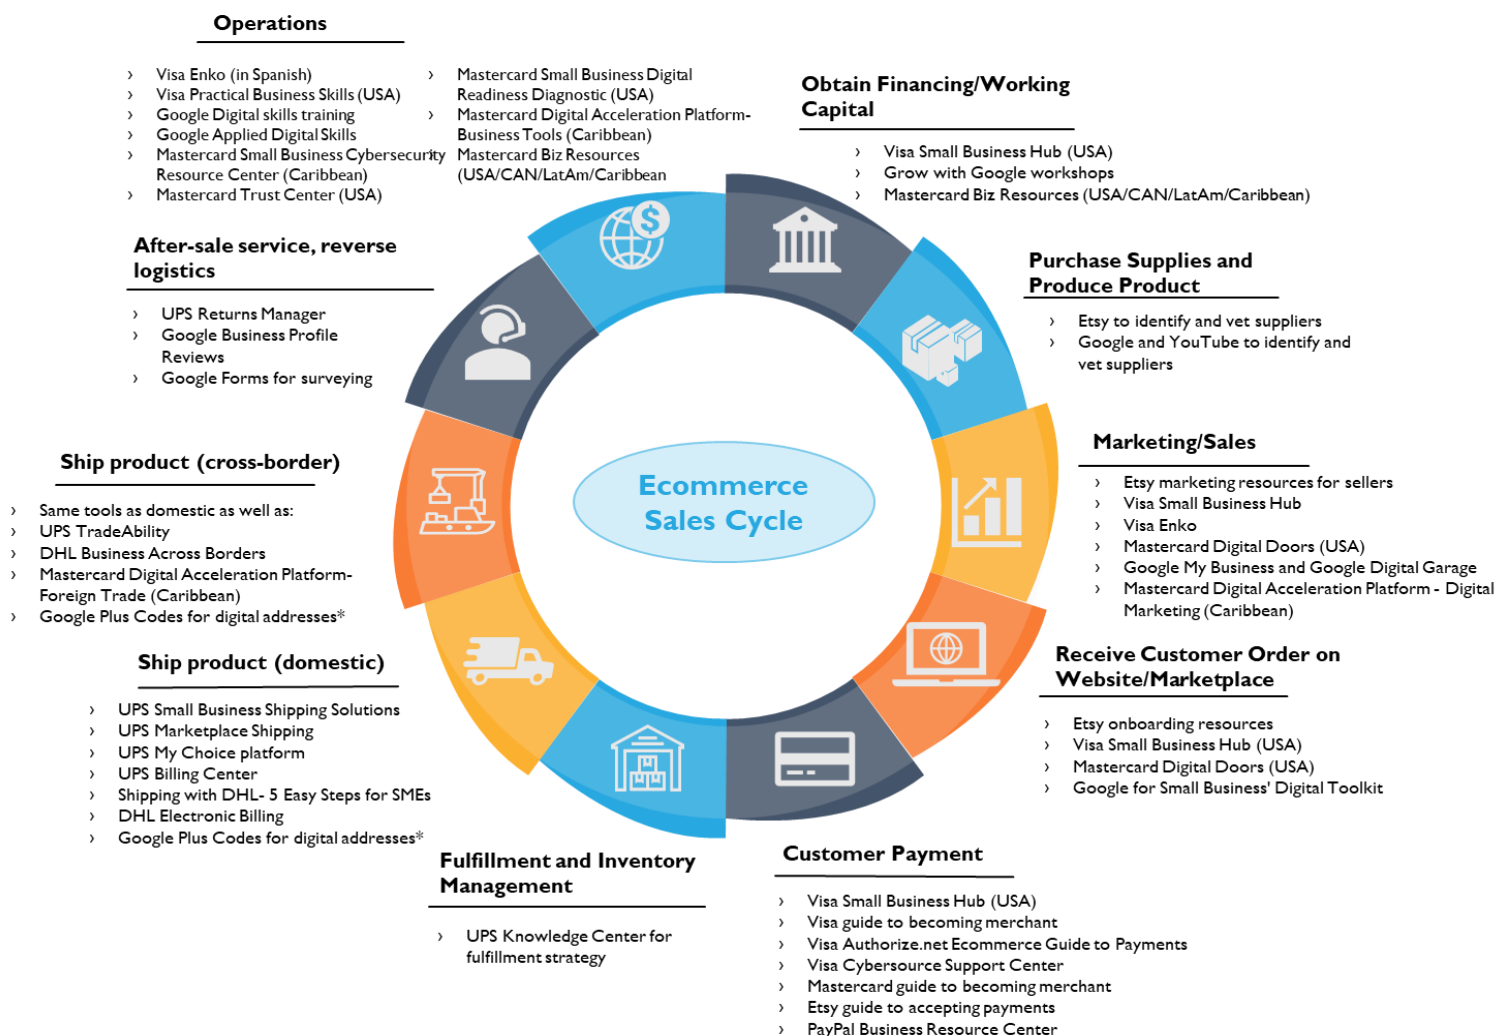 Operations
› Visa Enko (in Spanish)
› Visa Practical Business Skills (USA)
› Google Digital skills training
› Google Applied Digital Skills
› Mastercard Small Business Cybersecurity
Resource Center (Caribbean)
› Mastercard Trust Center (USA)
› Mastercard Small Business Digital
Readiness Diagnostic (USA)
› Mastercard Digital Acceleration Platform-
Business Tools (Caribbean)
› Mastercard Biz Resources
(USA/CAN/LatAm/Caribbean
Obtain Financing/Working
Capital
› Visa Small Business Hub (USA)
› Grow with Google workshops
› Mastercard Biz Resources (USA/CAN/LatAm/Caribbean)
Purchase Supplies and
Produce Product
› Etsy to identify and vet suppliers
› Google and YouTube to identify and
vet suppliers
Marketing/Sales
› Etsy marketing resources for sellers
› Visa Small Business Hub
› Visa Enko
› Mastercard Digital Doors (USA)
› Google My Business and Google Digital Garage
› Mastercard Digital Acceleration Platform - Digital
Marketing (Caribbean)
Receive Customer Order on
Website/Marketplace
› Etsy onboarding resources
› Visa Small Business Hub (USA)
› Mastercard Digital Doors (USA)
› Google for Small Business' Digital Toolkit
Customer Payment
› Visa Small Business Hub (USA)
› Visa guide to becoming merchant
› Visa Authorize.net Ecommerce Guide to Payments
› Visa Cybersource Support Center
› Mastercard guide to becoming merchant
› Etsy guide to accepting payments
› PayPal Business Resource Center
Fulfillment and Inventory
Management
› UPS Knowledge Center for
fulfillment strategy
Ship product (domestic)
› UPS Small Business Shipping Solutions
› UPS Marketplace Shipping
› UPS My Choice platform
› UPS Billing Center
› Shipping with DHL- 5 Easy Steps for SMEs
› DHL Electronic Billing
› Google Plus Codes for digital addresses*
Ship product (cross-border)
› Same tools as domestic as well as:
› UPS TradeAbility
› DHL Business Across Borders
› Mastercard Digital Acceleration Platform-
Foreign Trade (Caribbean)
› Google Plus Codes for digital addresses*
After-sale service, reverse
logistics
› UPS Returns Manager
› Google Business Profile
Reviews
› Google Forms for surveying
Ecommerce
Sales Cycle
$